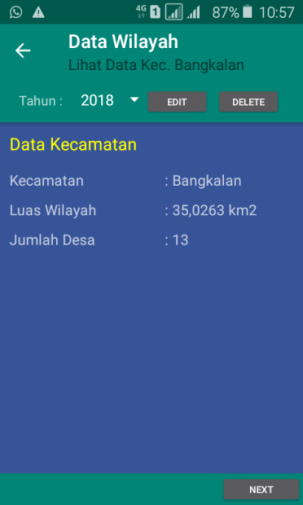 4G 1 87% 10:57
Data Wilayah
Lihat Data Kec. Bangkalan
Tahun : 2018 EDIT DELETE
Data Kecamatan
Kecamatan : Bangkalan
Luas Wilayah : 35,0263 km2
Jumlah Desa : 13
NEXT